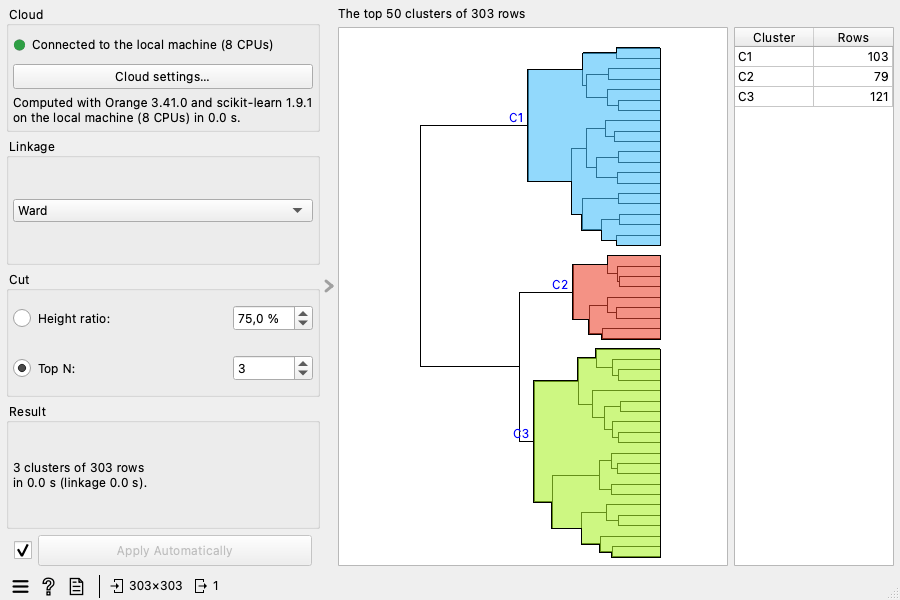 Cloud
Connected to the local machine (8 CPUs)
Cloud settings...
Computed with Orange 3.41.0 and scikit-learn 1.9.1
on the local machine (8 CPUs) in 0.0 s.
Linkage
Ward
Cut
Height ratio:
75,0 %
Top N:
3
Result
3 clusters of 303 rows
in 0.0 s (linkage 0.0 s).
Apply Automatically
303×303
1
The top 50 clusters of 303 rows
C1
C2
C3
Cluster Rows
C1 103
C2 79
C3 121